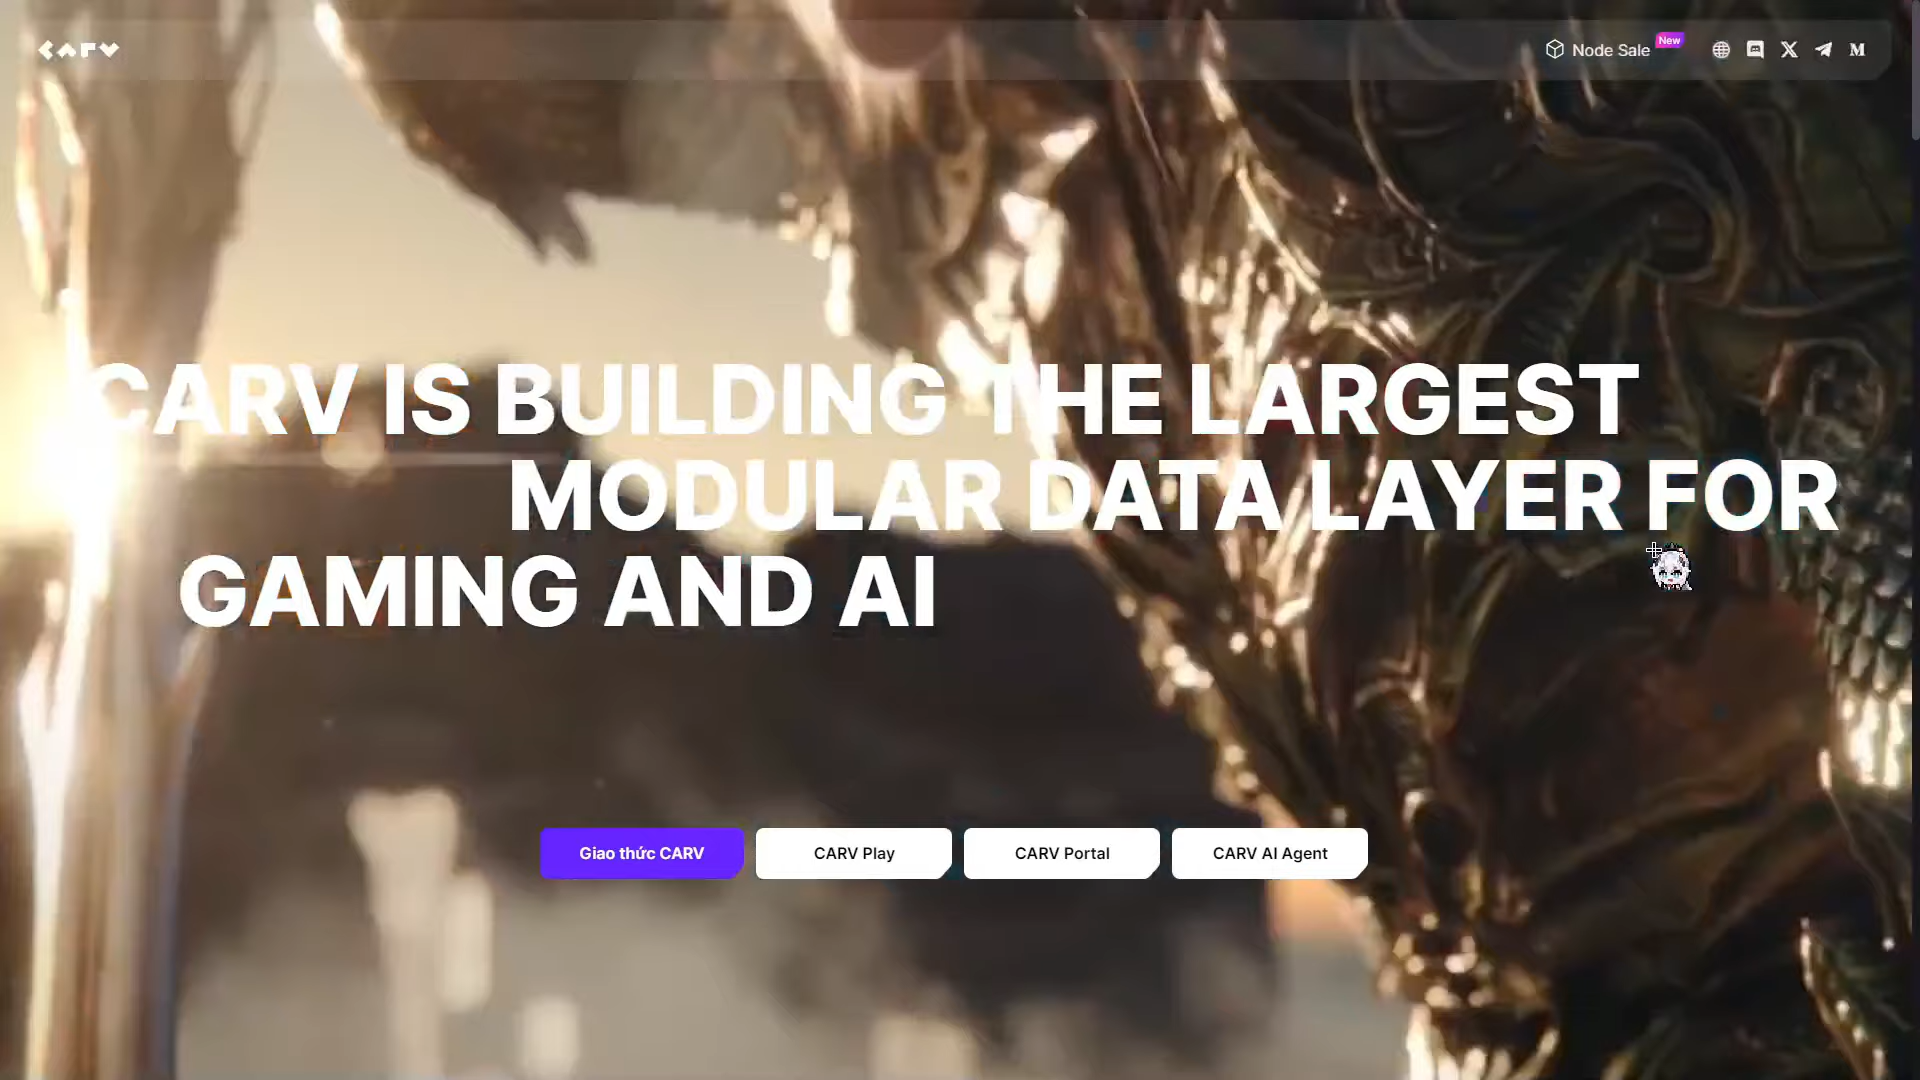 carv
Node Sale
New
M
CARV IS BUILDING THE LARGEST
MODULAR DATA LAYER FOR
GAMING AND AI
Giao thức CARV
CARV Play
CARV Portal
CARV AI Agent